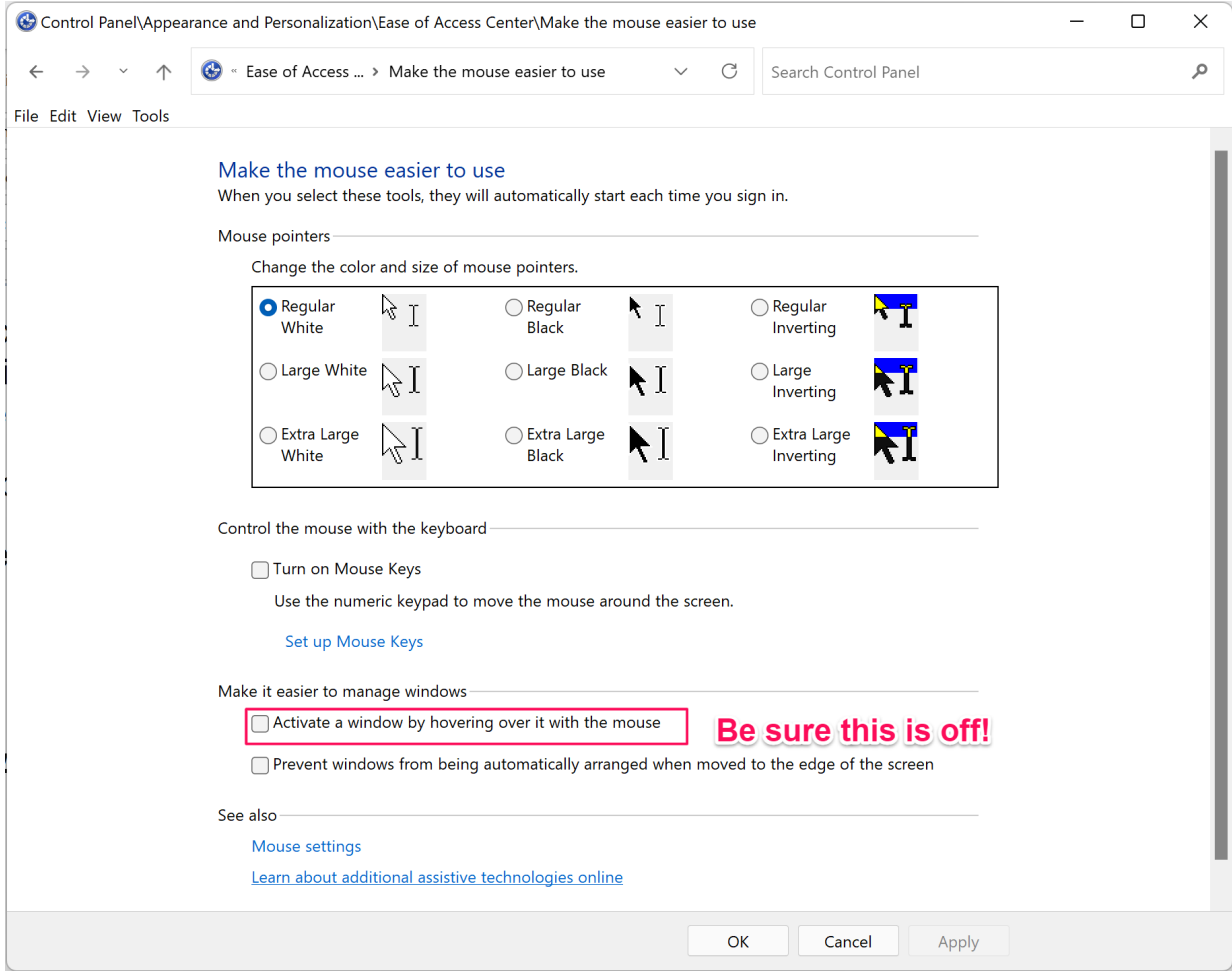 Control Panel\Appearance and Personalization\Ease of Access Center\Make the mouse easier to use
« Ease of Access ... › Make the mouse easier to use
Search Control Panel
File Edit View Tools
Make the mouse easier to use
When you select these tools, they will automatically start each time you sign in.
Mouse pointers
Change the color and size of mouse pointers.
Regular White
Regular Black
Regular Inverting
Large White
Large Black
Large Inverting
Extra Large White
Extra Large Black
Extra Large Inverting
Control the mouse with the keyboard
Turn on Mouse Keys
Use the numeric keypad to move the mouse around the screen.
Set up Mouse Keys
Make it easier to manage windows
Activate a window by hovering over it with the mouse
Be sure this is off!
Prevent windows from being automatically arranged when moved to the edge of the screen
See also
Mouse settings
Learn about additional assistive technologies online
OK
Cancel
Apply